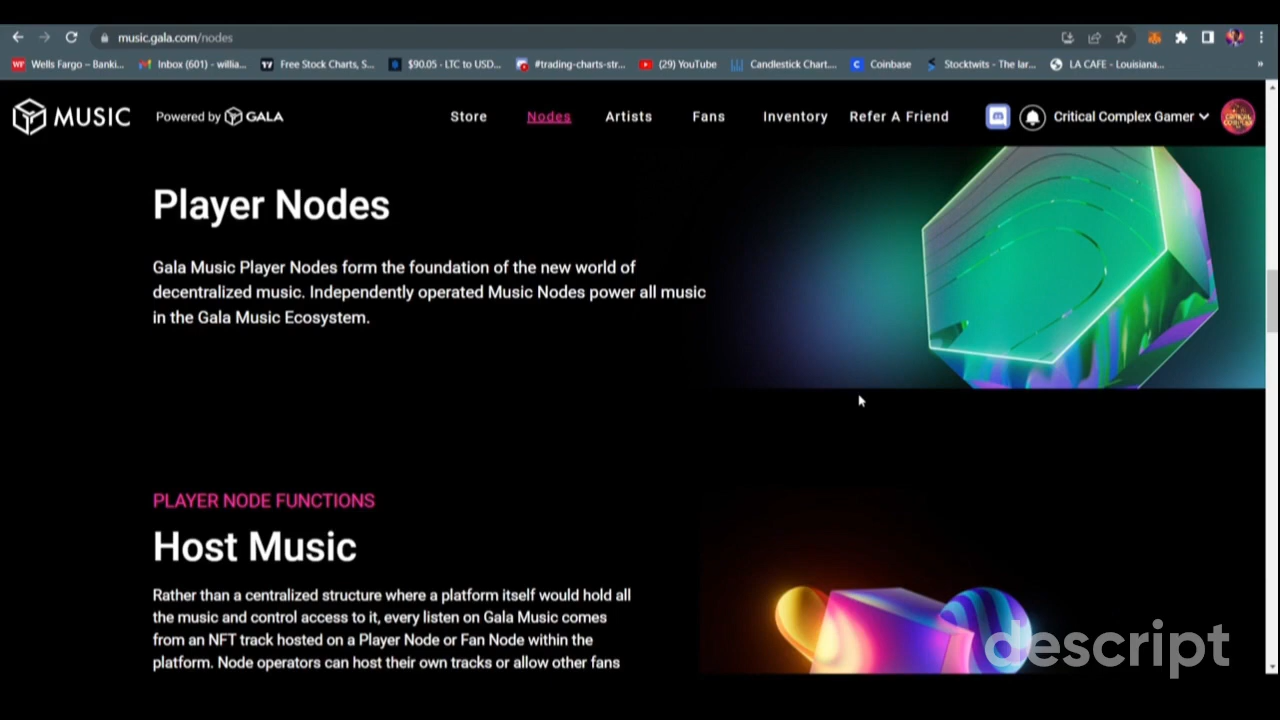 music.gala.com/nodes
WF Wells Fargo – Banki... Inbox (601) - willia... Free Stock Charts, S... $90.05 - LTC to USD... #trading-charts-str... (29) YouTube Candlestick Chart.... Coinbase Stocktwits - The lar... LA CAFE - Louisiana... »
MUSIC Powered by GALA Store Nodes Artists Fans Inventory Refer A Friend Critical Complex Gamer
Player Nodes
Gala Music Player Nodes form the foundation of the new world of
decentralized music. Independently operated Music Nodes power all music
in the Gala Music Ecosystem.
PLAYER NODE FUNCTIONS
Host Music
Rather than a centralized structure where a platform itself would hold all
the music and control access to it, every listen on Gala Music comes
from an NFT track hosted on a Player Node or Fan Node within the
platform. Node operators can host their own tracks or allow other fans
descript